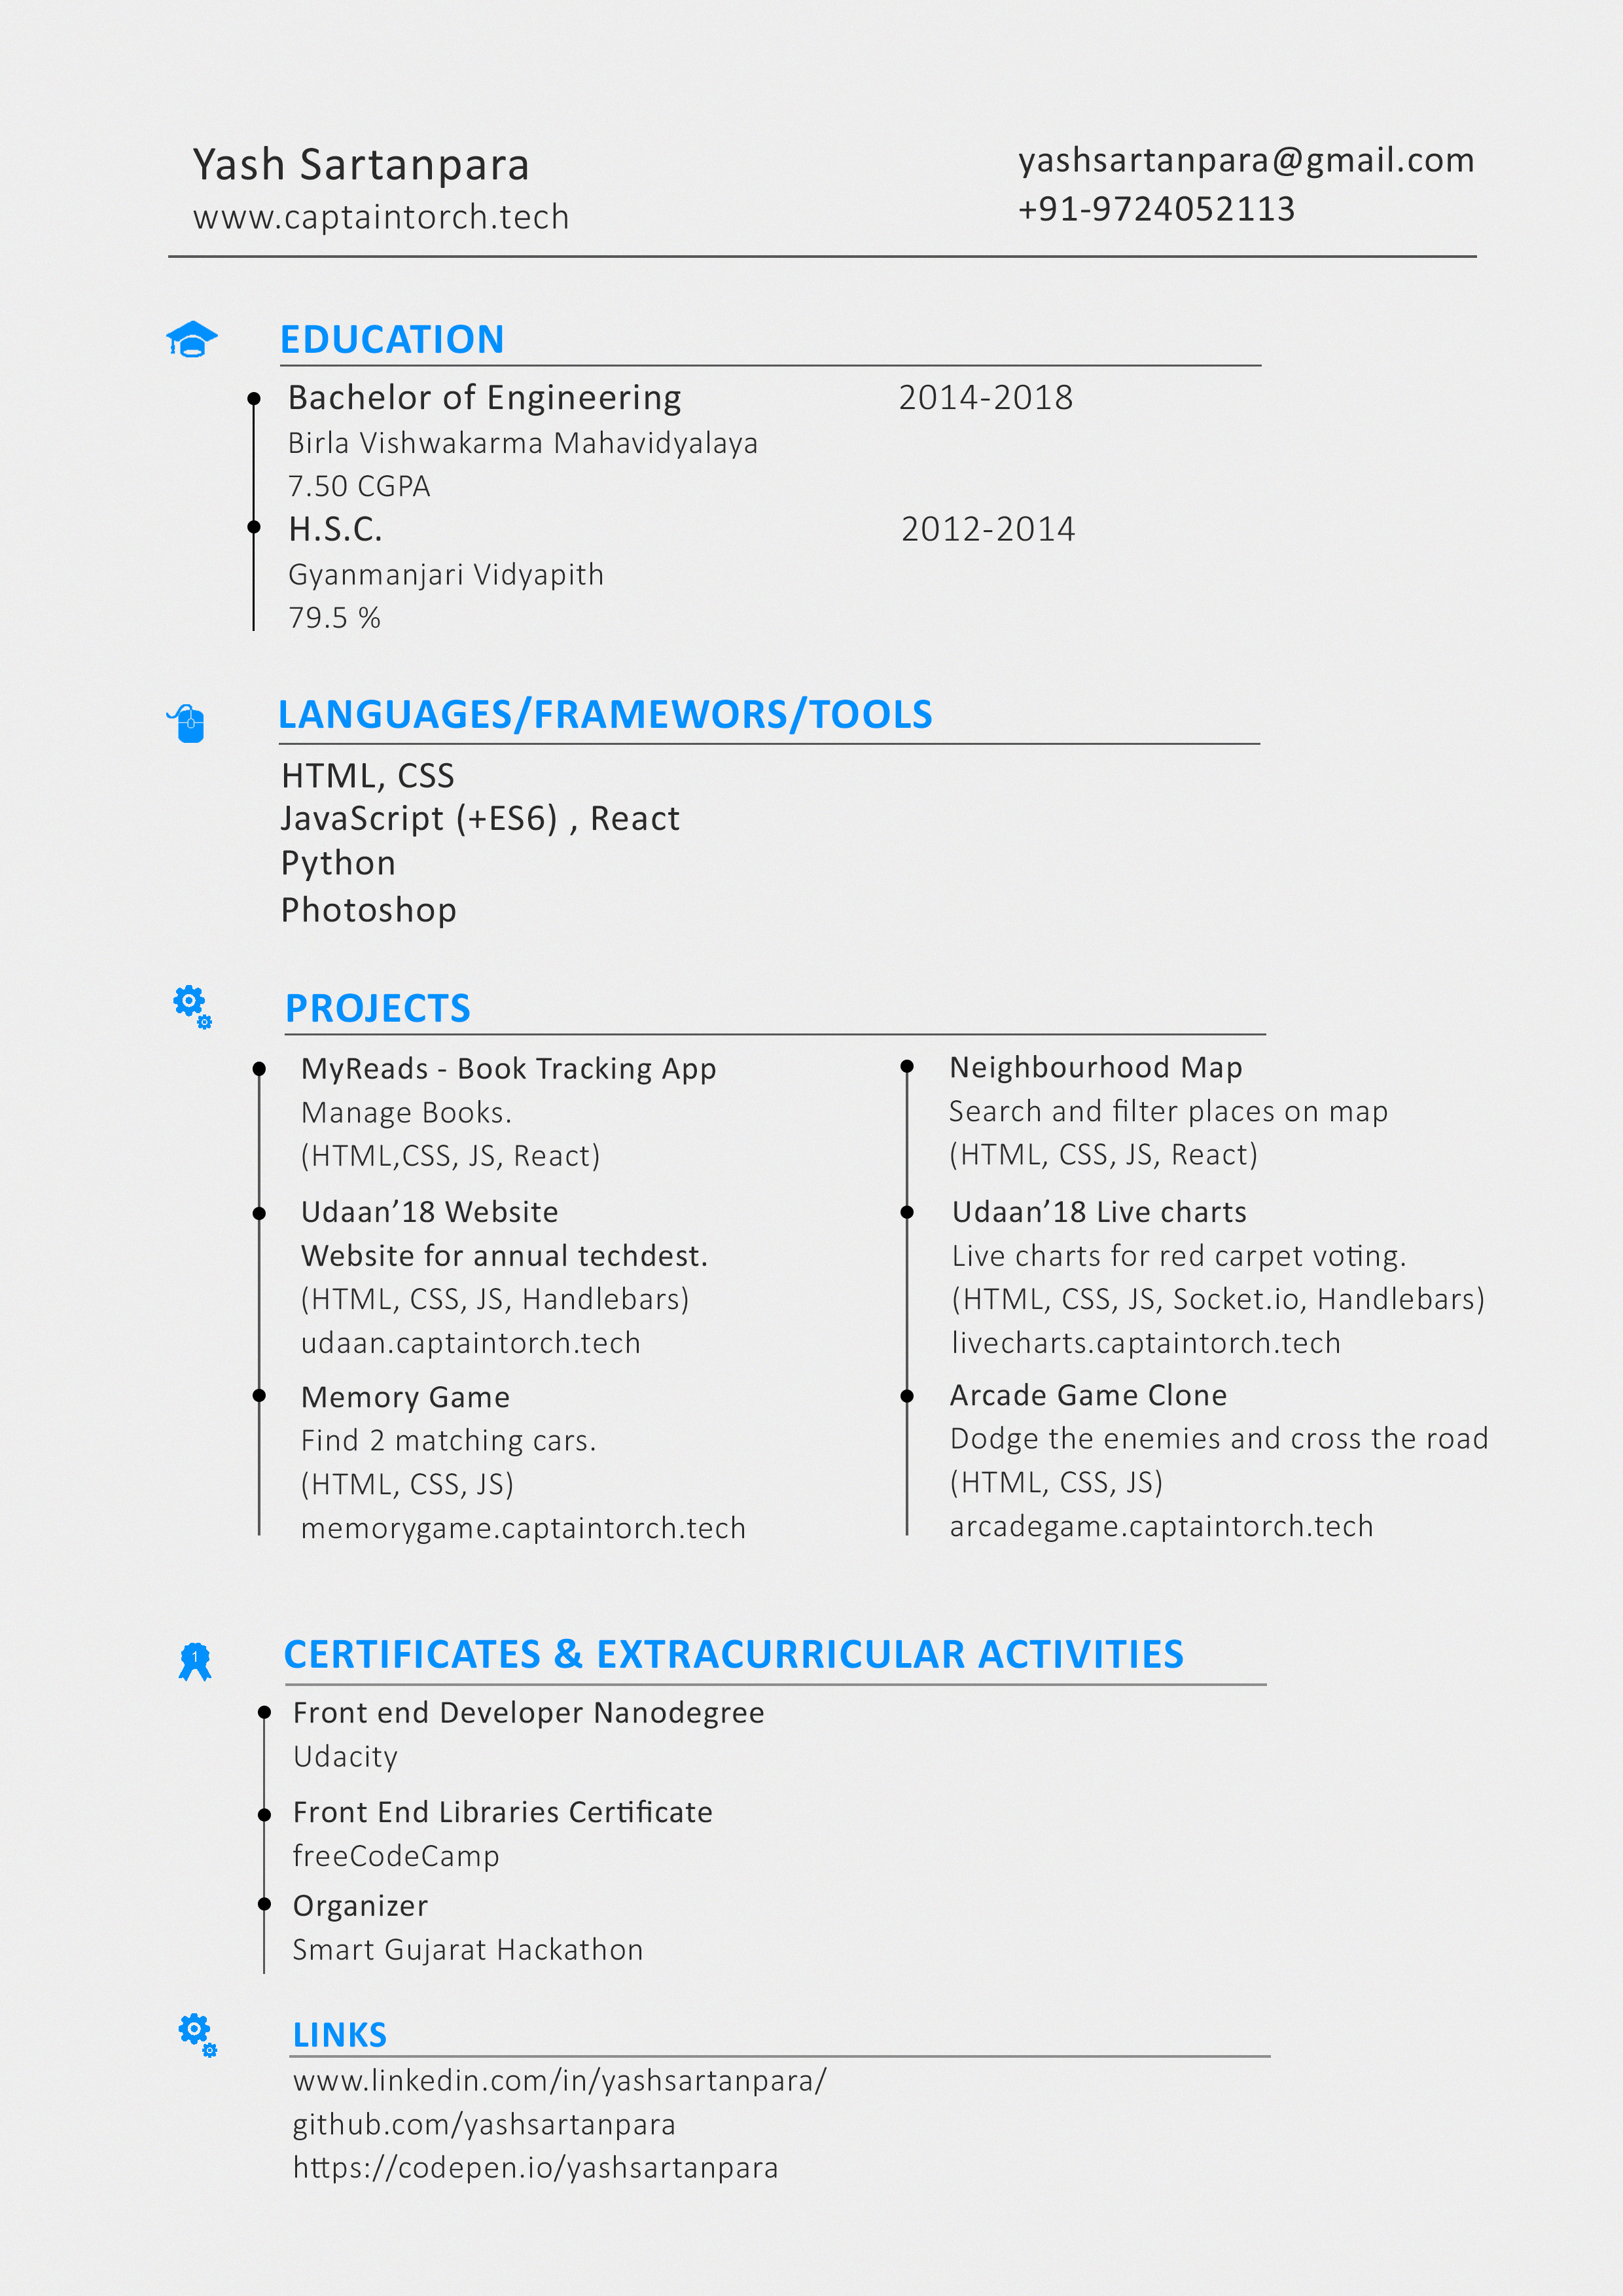 Yash Sartanpara
www.captaintorch.tech
yashsartanpara@gmail.com
+91-9724052113
EDUCATION
Bachelor of Engineering 2014-2018
Birla Vishwakarma Mahavidyalaya
7.50 CGPA
H.S.C. 2012-2014
Gyanmanjari Vidyapith
79.5 %
LANGUAGES/FRAMEWORS/TOOLS
HTML, CSS
JavaScript (+ES6) , React
Python
Photoshop
PROJECTS
MyReads - Book Tracking App
Manage Books.
(HTML,CSS, JS, React)
Udaan’18 Website
Website for annual techdest.
(HTML, CSS, JS, Handlebars)
udaan.captaintorch.tech
Memory Game
Find 2 matching cars.
(HTML, CSS, JS)
memorygame.captaintorch.tech
Neighbourhood Map
Search and filter places on map
(HTML, CSS, JS, React)
Udaan’18 Live charts
Live charts for red carpet voting.
(HTML, CSS, JS, Socket.io, Handlebars)
livecharts.captaintorch.tech
Arcade Game Clone
Dodge the enemies and cross the road
(HTML, CSS, JS)
arcadegame.captaintorch.tech
1
CERTIFICATES & EXTRACURRICULAR ACTIVITIES
Front end Developer Nanodegree
Udacity
Front End Libraries Certificate
freeCodeCamp
Organizer
Smart Gujarat Hackathon
LINKS
www.linkedin.com/in/yashsartanpara/
github.com/yashsartanpara
https://codepen.io/yashsartanpara